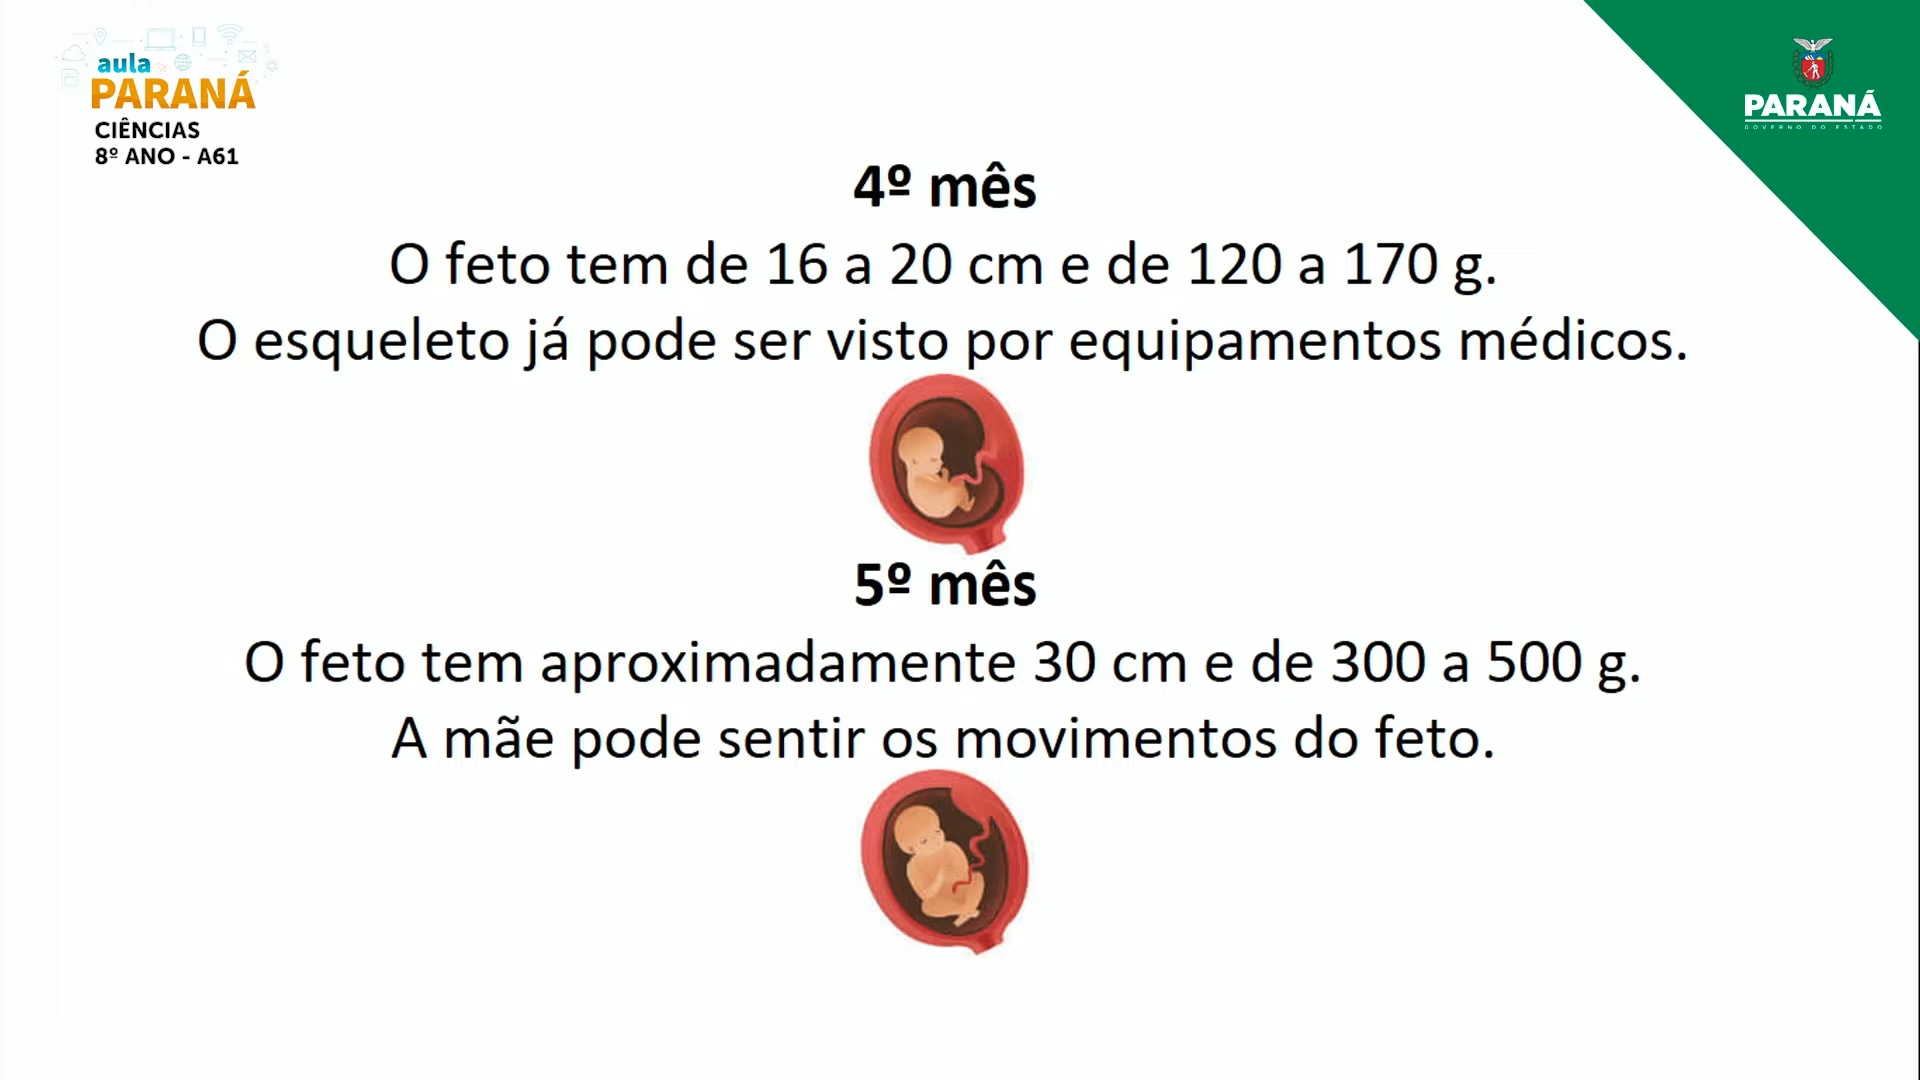 aula
PARANÁ
CIÊNCIAS
8º ANO - A61
PARANÁ
GOVERNO DO ESTADO
4º mês
O feto tem de 16 a 20 cm e de 120 a 170 g.
O esqueleto já pode ser visto por equipamentos médicos.
5º mês
O feto tem aproximadamente 30 cm e de 300 a 500 g.
A mãe pode sentir os movimentos do feto.